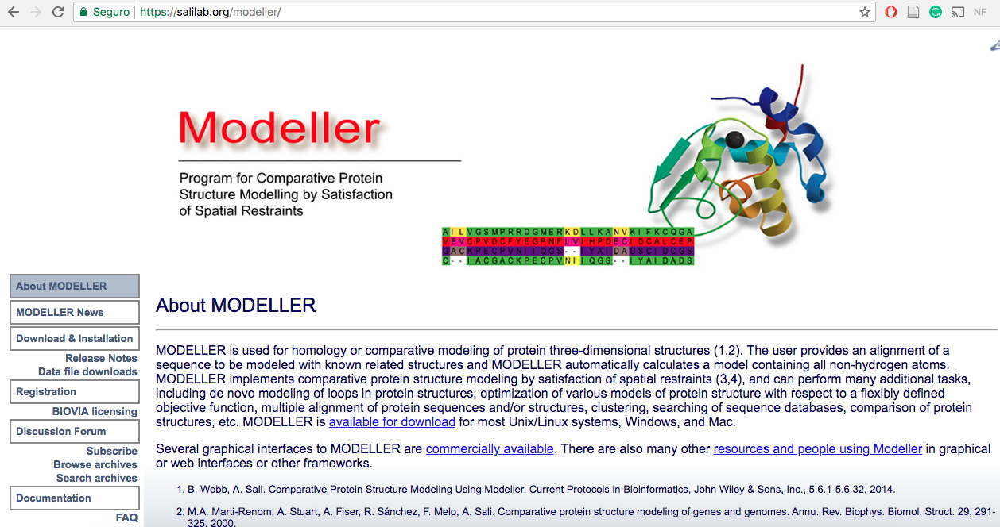 Seguro https://salilab.org/modeller/ NF
Modeller
Program for Comparative Protein
Structure Modelling by Satisfaction
of Spatial Restraints
AILVGSMPRRDGMERKDLLKANVKIFKCQGA
VEVCPVDCFYEGPNFLVIHPDECIDCALCEP
GACKPECPVNIIQGS--IYAIDADSCIDCGS
C--IACGACKPECPVNIIQGS--IYAIDADS
About MODELLER
MODELLER News
Download & Installation
Release Notes
Data file downloads
Registration
BIOVIA licensing
Discussion Forum
Subscribe
Browse archives
Search archives
Documentation
FAQ
About MODELLER
MODELLER is used for homology or comparative modeling of protein three-dimensional structures (1,2). The user provides an alignment of a
sequence to be modeled with known related structures and MODELLER automatically calculates a model containing all non-hydrogen atoms.
MODELLER implements comparative protein structure modeling by satisfaction of spatial restraints (3,4), and can perform many additional tasks,
including de novo modeling of loops in protein structures, optimization of various models of protein structure with respect to a flexibly defined
objective function, multiple alignment of protein sequences and/or structures, clustering, searching of sequence databases, comparison of protein
structures, etc. MODELLER is available for download for most Unix/Linux systems, Windows, and Mac.
Several graphical interfaces to MODELLER are commercially available. There are also many other resources and people using Modeller in graphical
or web interfaces or other frameworks.
1. B. Webb, A. Sali. Comparative Protein Structure Modeling Using Modeller. Current Protocols in Bioinformatics, John Wiley & Sons, Inc., 5.6.1-5.6.32, 2014.
2. M.A. Marti-Renom, A. Stuart, A. Fiser, R. Sánchez, F. Melo, A. Sali. Comparative protein structure modeling of genes and genomes. Annu. Rev. Biophys. Biomol. Struct. 29, 291-
325, 2000.